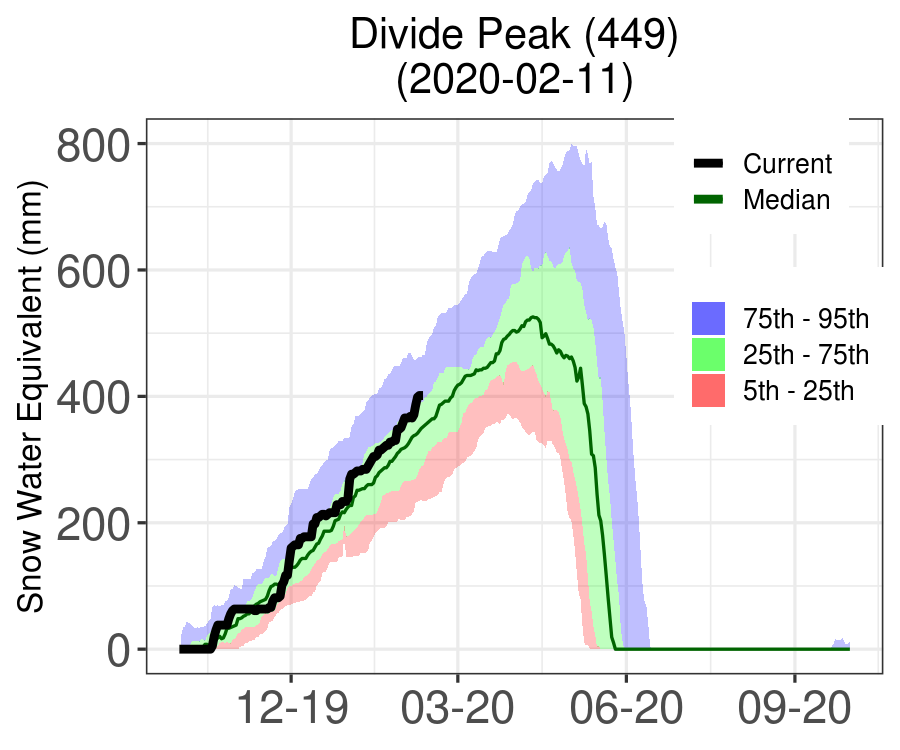 Divide Peak (449)
(2020-02-11)
Snow Water Equivalent (mm)
800
600
400
200
0
12-19
03-20
06-20
09-20
Current
Median
75th - 95th
25th - 75th
5th - 25th